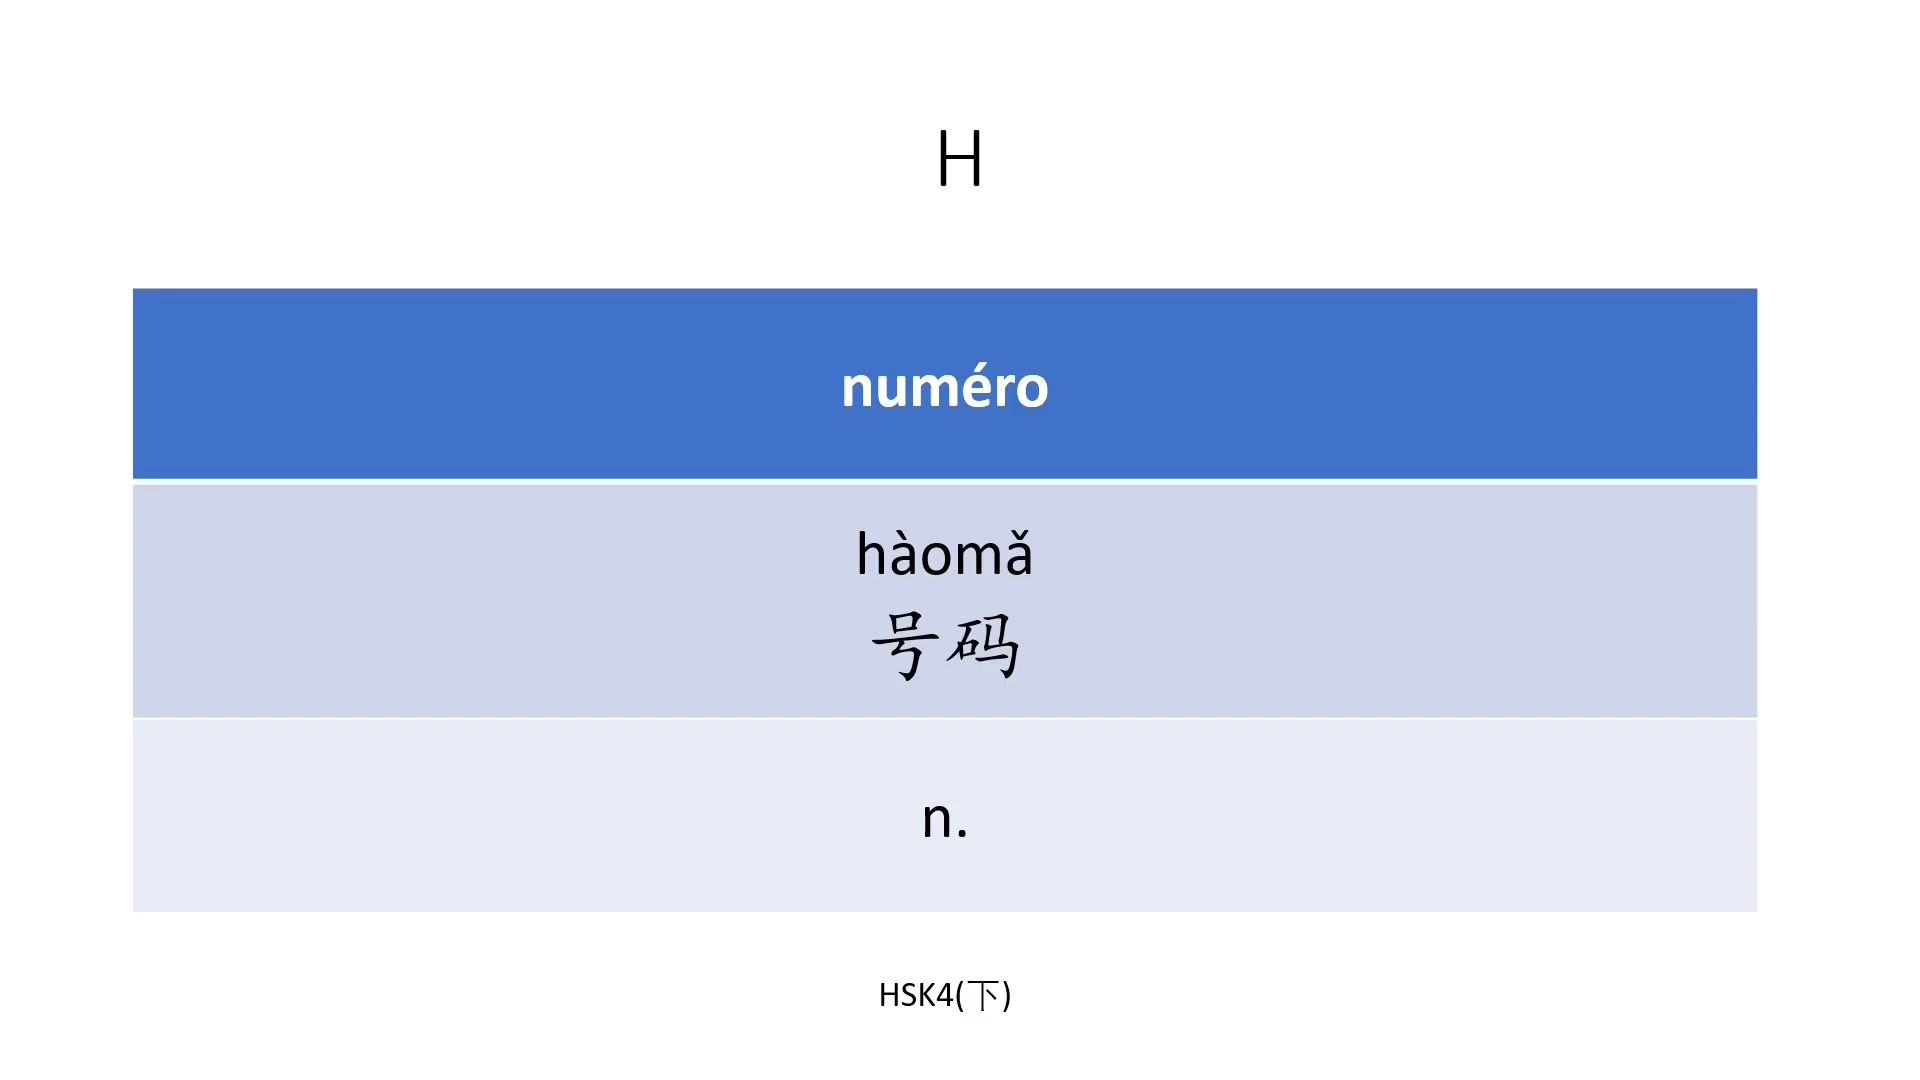 H
numéro
hàomǎ
号码
n.
HSK4(下)